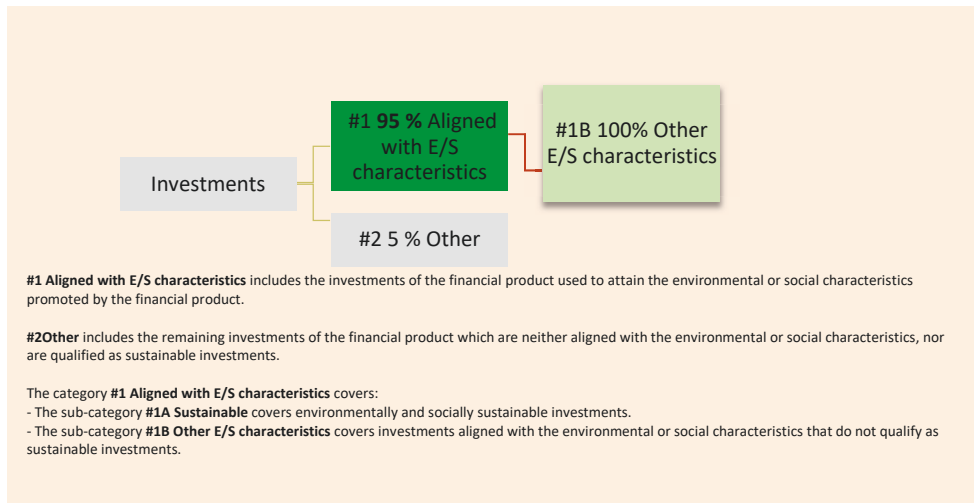 #1 95 % Aligned
with E/S
characteristics
#1B 100% Other
E/S characteristics
Investments
#2 5 % Other
#1 Aligned with E/S characteristics includes the investments of the financial product used to attain the environmental or social characteristics
promoted by the financial product.
#2Other includes the remaining investments of the financial product which are neither aligned with the environmental or social characteristics, nor
are qualified as sustainable investments.
The category #1 Aligned with E/S characteristics covers:
- The sub-category #1A Sustainable covers environmentally and socially sustainable investments.
- The sub-category #1B Other E/S characteristics covers investments aligned with the environmental or social characteristics that do not qualify as
sustainable investments.